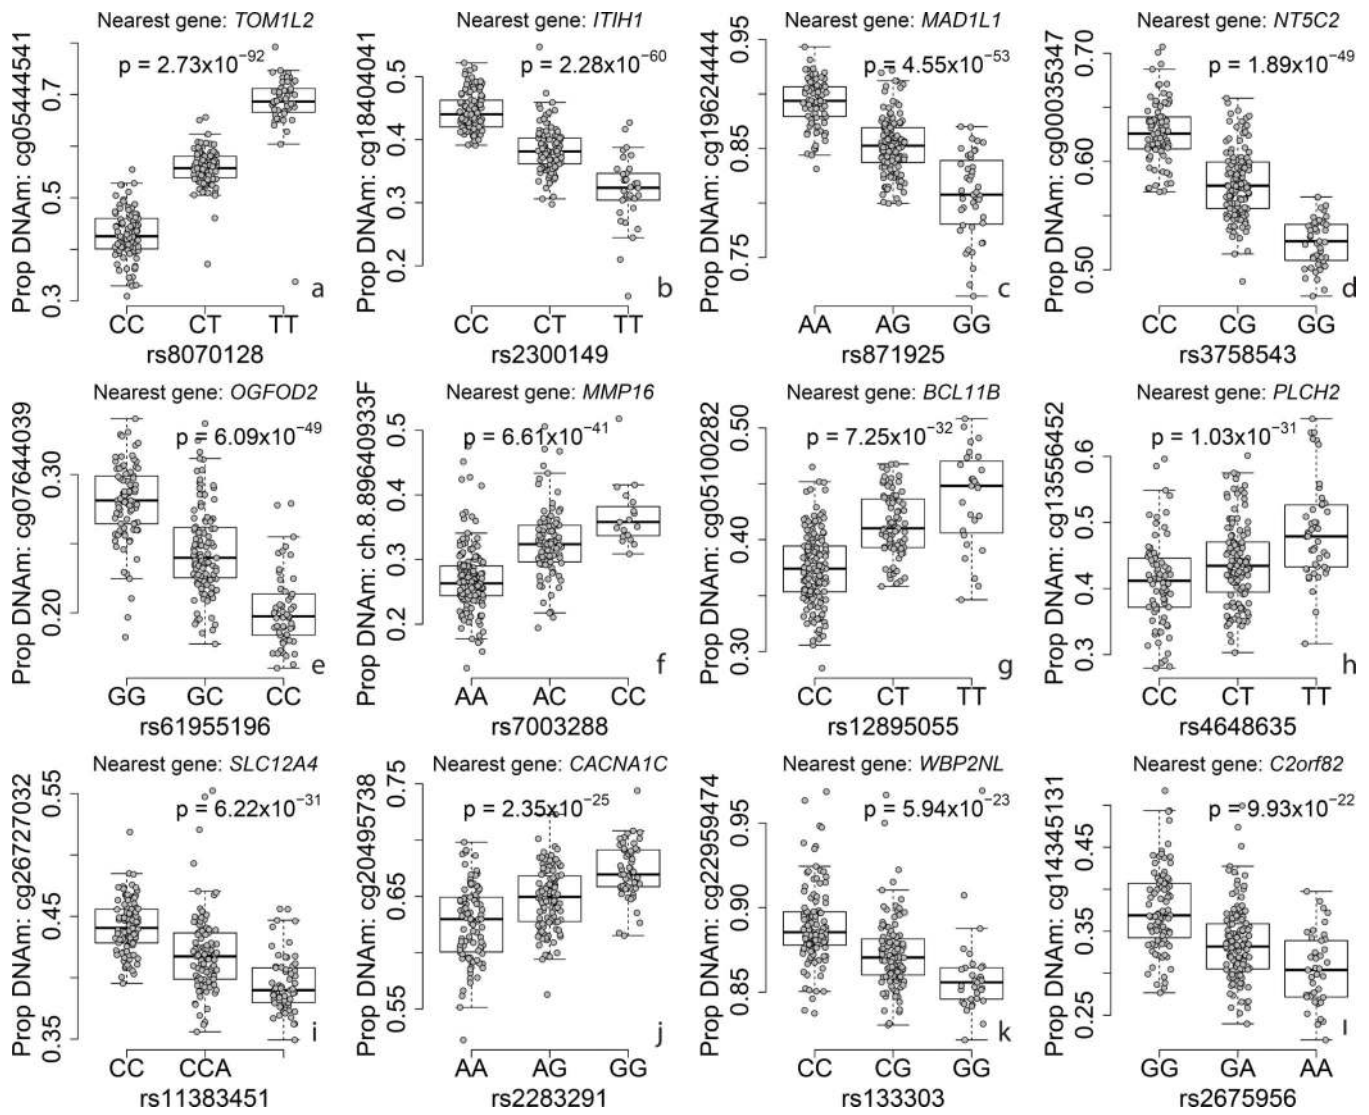 Nearest gene: TOM1L2
p = 2.73x10⁻⁹²
Prop DNAm: cg05444541
0.3 0.5 0.7
a
CC CT TT
rs8070128
Nearest gene: ITIH1
p = 2.28x10⁻⁶⁰
Prop DNAm: cg18404041
0.2 0.3 0.4 0.5
b
CC CT TT
rs2300149
Nearest gene: MAD1L1
p = 4.55x10⁻⁵³
Prop DNAm: cg19624444
0.75 0.85 0.95
c
AA AG GG
rs871925
Nearest gene: NT5C2
p = 1.89x10⁻⁴⁹
Prop DNAm: cg00035347
0.50 0.60 0.70
d
CC CG GG
rs3758543
Nearest gene: OGFOD2
p = 6.09x10⁻⁴⁹
Prop DNAm: cg07644039
0.20 0.30
e
GG GC CC
rs61955196
Nearest gene: MMP16
p = 6.61x10⁻⁴¹
Prop DNAm: ch.8.89640933F
0.2 0.3 0.4 0.5
f
AA AC CC
rs7003288
Nearest gene: BCL11B
p = 7.25x10⁻³²
Prop DNAm: cg05100282
0.30 0.40 0.50
g
CC CT TT
rs12895055
Nearest gene: PLCH2
p = 1.03x10⁻³¹
Prop DNAm: cg13556452
0.3 0.4 0.5 0.6
h
CC CT TT
rs4648635
Nearest gene: SLC12A4
p = 6.22x10⁻³¹
Prop DNAm: cg26727032
0.35 0.45 0.55
i
CC CCA
rs11383451
Nearest gene: CACNA1C
p = 2.35x10⁻²⁵
Prop DNAm: cg20495738
0.55 0.65 0.75
j
AA AG GG
rs2283291
Nearest gene: WBP2NL
p = 5.94x10⁻²³
Prop DNAm: cg22959474
0.85 0.90 0.95
k
CC CG GG
rs133303
Nearest gene: C2orf82
p = 9.93x10⁻²²
Prop DNAm: cg14345131
0.25 0.35 0.45
l
GG GA AA
rs2675956